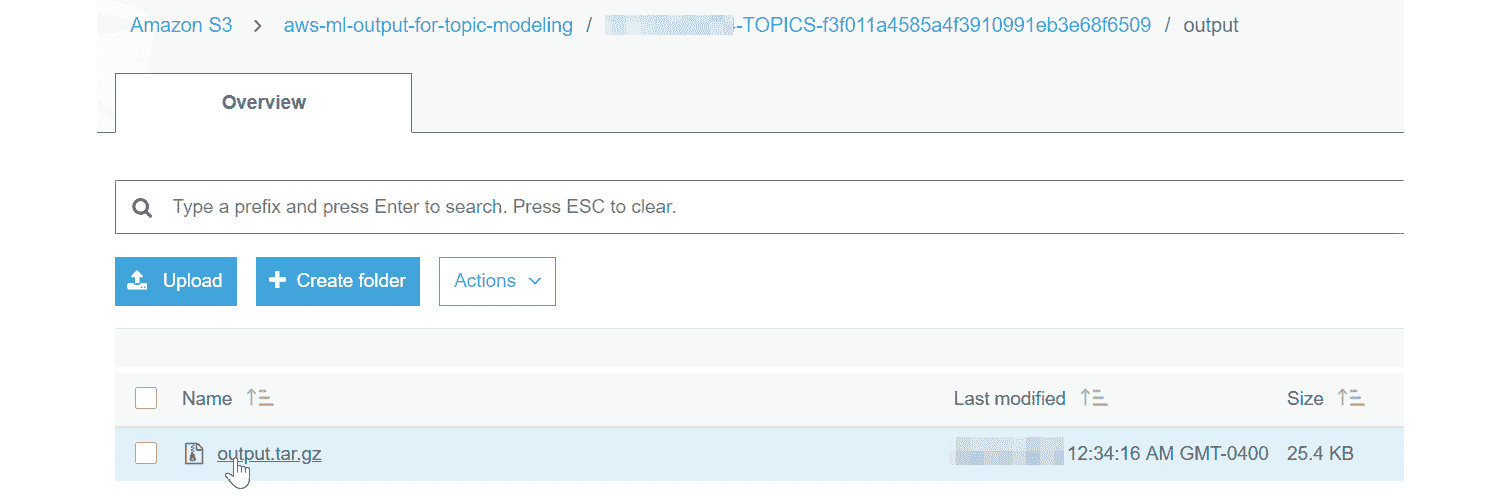 Amazon S3 > aws-ml-output-for-topic-modeling / -TOPICS-f3f011a4585a4f3910991eb3e68f6509 / output
Overview
Type a prefix and press Enter to search. Press ESC to clear.
Upload Create folder Actions
Name Last modified Size
output.tar.gz 12:34:16 AM GMT-0400 25.4 KB